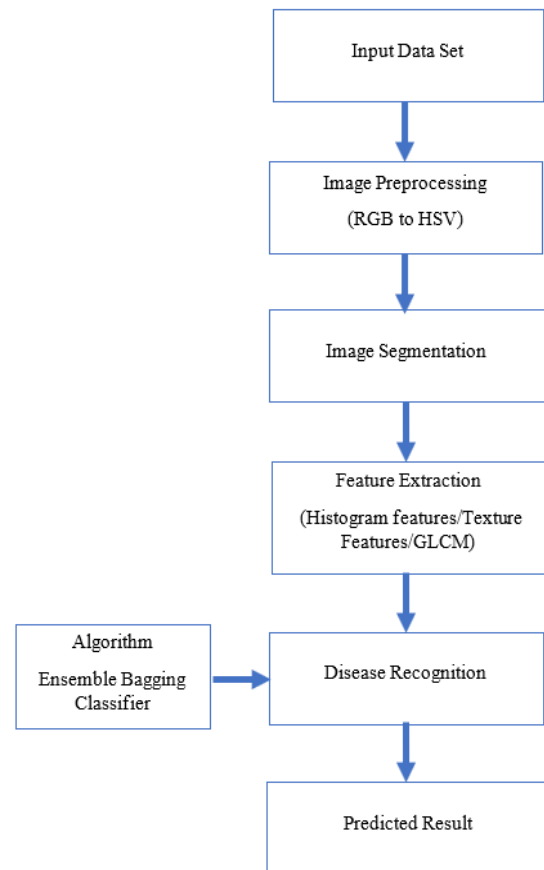 Input Data Set
Image Preprocessing
(RGB to HSV)
Image Segmentation
Feature Extraction
(Histogram features/Texture
Features/GLCM)
Algorithm
Ensemble Bagging
Classifier
Disease Recognition
Predicted Result